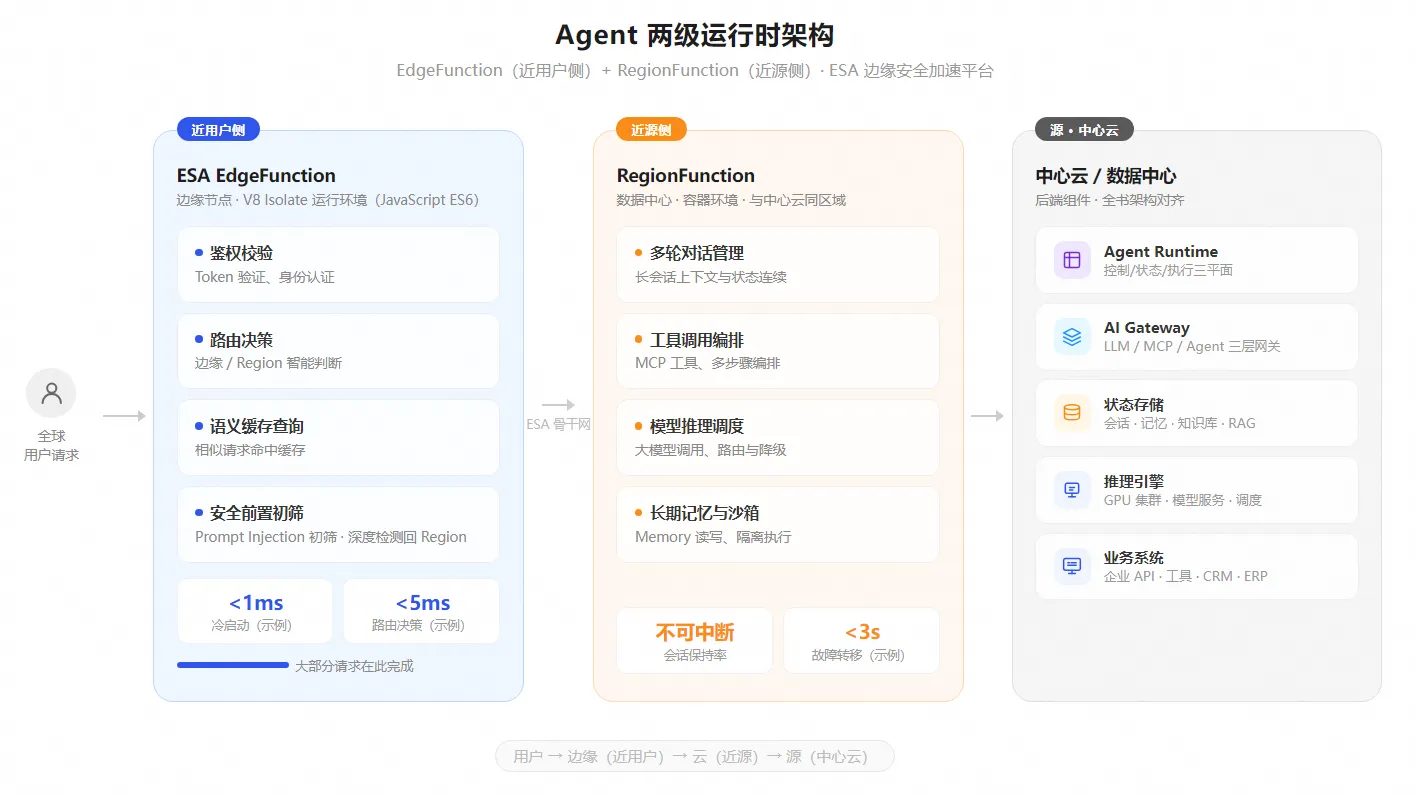 Agent 两级运行时架构
EdgeFunction（近用户侧）+ RegionFunction（近源侧）· ESA 边缘安全加速平台
全球
用户请求
近用户侧
ESA EdgeFunction
边缘节点 · V8 Isolate 运行环境（JavaScript ES6）
鉴权校验
Token 验证、身份认证
路由决策
边缘 / Region 智能判断
语义缓存查询
相似请求命中缓存
安全前置初筛
Prompt Injection 初筛 · 深度检测回 Region
<1ms
冷启动（示例）
<5ms
路由决策（示例）
大部分请求在此完成
ESA 骨干网
近源侧
RegionFunction
数据中心 · 容器环境 · 与中心云同区域
多轮对话管理
长会话上下文与状态连续
工具调用编排
MCP 工具、多步骤编排
模型推理调度
大模型调用、路由与降级
长期记忆与沙箱
Memory 读写、隔离执行
不可中断
会话保持率
<3s
故障转移（示例）
源 • 中心云
中心云 / 数据中心
后端组件 · 全书架构对齐
Agent Runtime
控制/状态/执行三平面
AI Gateway
LLM / MCP / Agent 三层网关
状态存储
会话 · 记忆 · 知识库 · RAG
推理引擎
GPU 集群 · 模型服务 · 调度
业务系统
企业 API · 工具 · CRM · ERP
用户 → 边缘（近用户）→ 云（近源）→ 源（中心云）